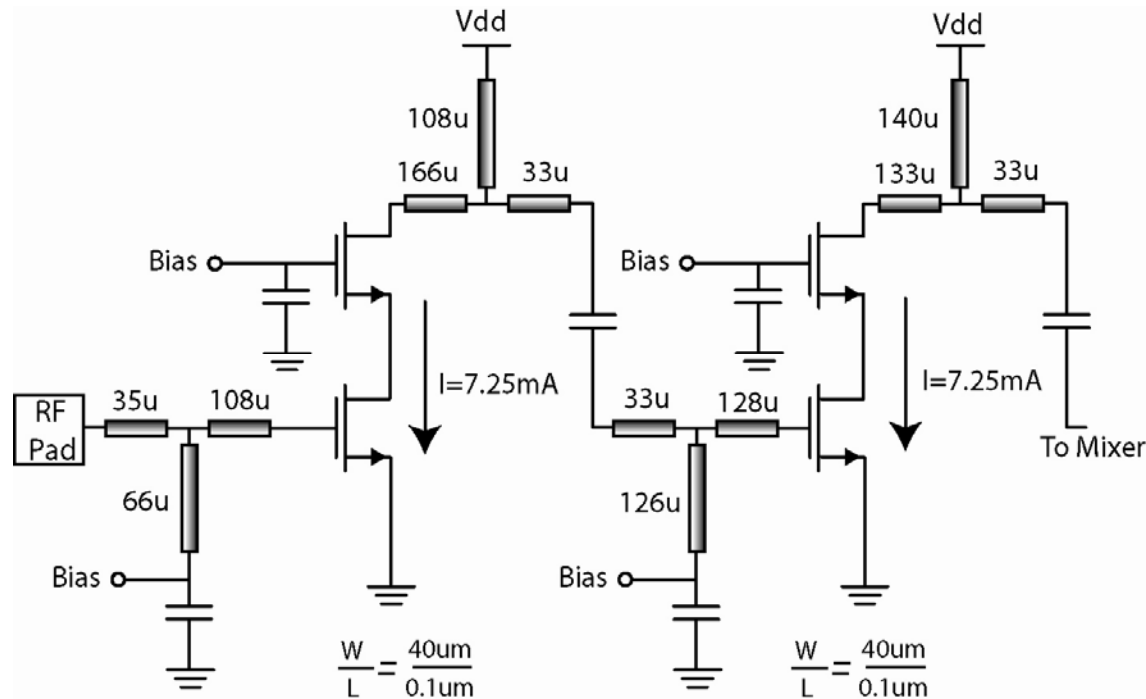 Vdd
Vdd
108u
140u
166u
33u
133u
33u
Bias
Bias
I=7.25mA
I=7.25mA
RF
Pad
35u
108u
33u
128u
To Mixer
66u
126u
Bias
Bias
W/L = 40um/0.1um
W/L = 40um/0.1um